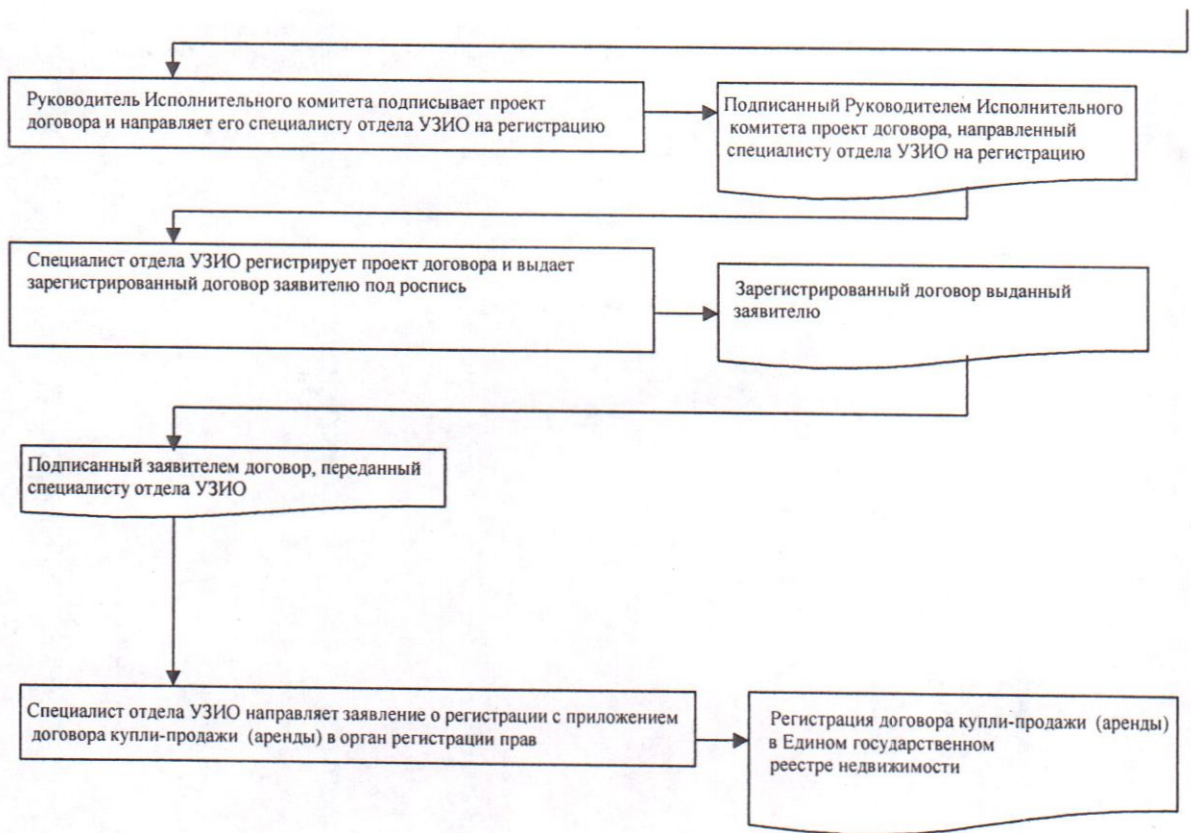 Руководитель Исполнительного комитета подписывает проект
договора и направляет его специалисту отдела УЗИО на регистрацию
Подписанный Руководителем Исполнительного
комитета проект договора, направленный
специалисту отдела УЗИО на регистрацию
Специалист отдела УЗИО регистрирует проект договора и выдает
зарегистрированный договор заявителю под роспись
Зарегистрированный договор выданный
заявителю
Подписанный заявителем договор, переданный
специалисту отдела УЗИО
Специалист отдела УЗИО направляет заявление о регистрации с приложением
договора купли-продажи (аренды) в орган регистрации прав
Регистрация договора купли-продажи (аренды)
в Едином государственном
реестре недвижимости